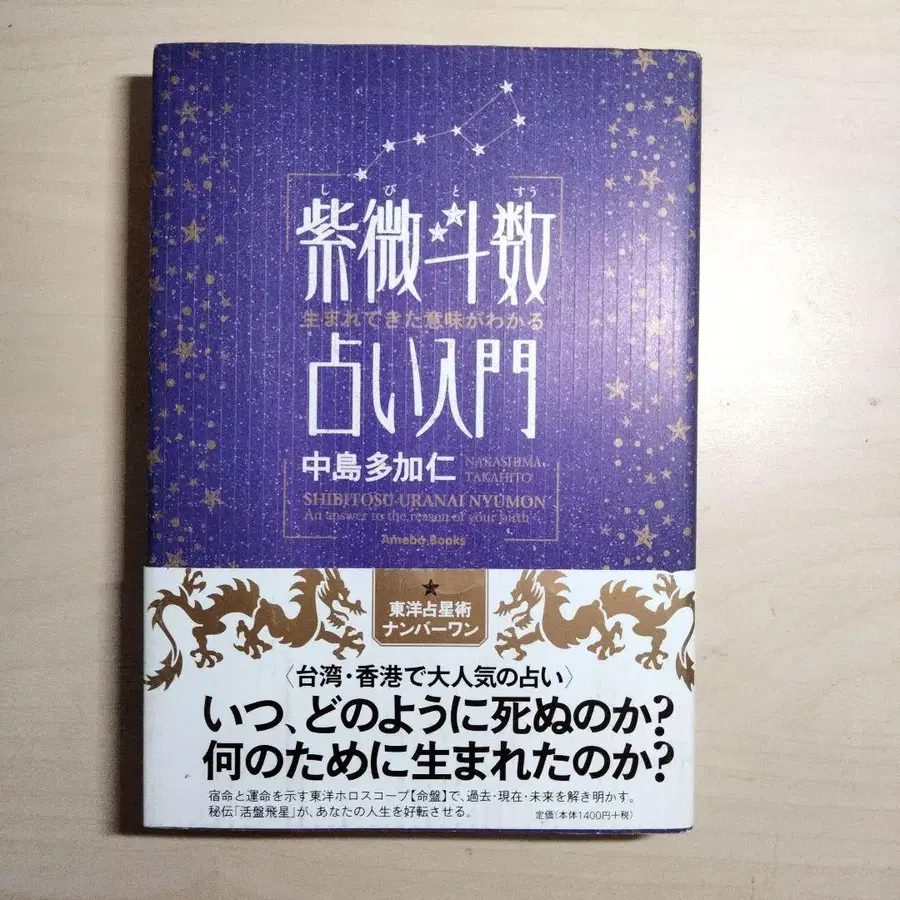 しびとすう
紫微斗数
生まれてきた意味がわかる
占い入門
中島多加仁
NAKASHIMA
TAKAHITO
SHIBITOSU URANAI NYUMON
An answer to the reason of your birth
Ameba Books
東洋占星術
ナンバーワン
〈台湾・香港で大人気の占い〉
いつ、どのように死ぬのか?
何のために生まれたのか?
宿命と運命を示す東洋ホロスコープ【命盤】で、過去・現在・未来を解き明かす。
秘伝「活盤飛星」が、あなたの人生を好転させる。
定価(本体1400円+税)